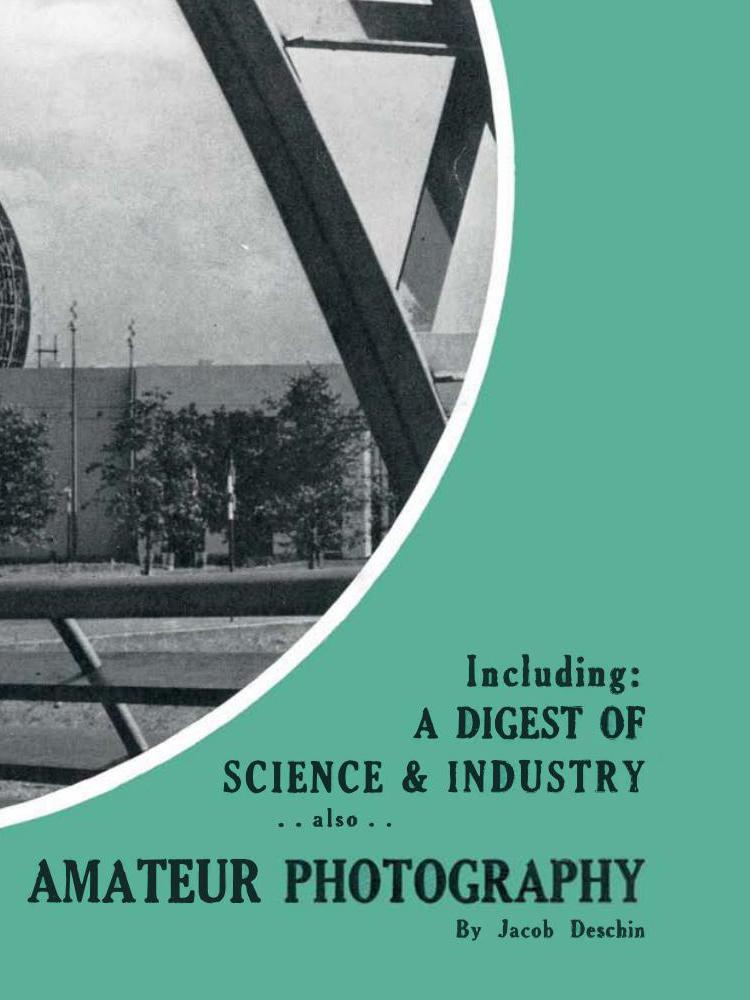 Including:
A DIGEST OF
SCIENCE & INDUSTRY
. . also . .
AMATEUR PHOTOGRAPHY
By Jacob Deschin